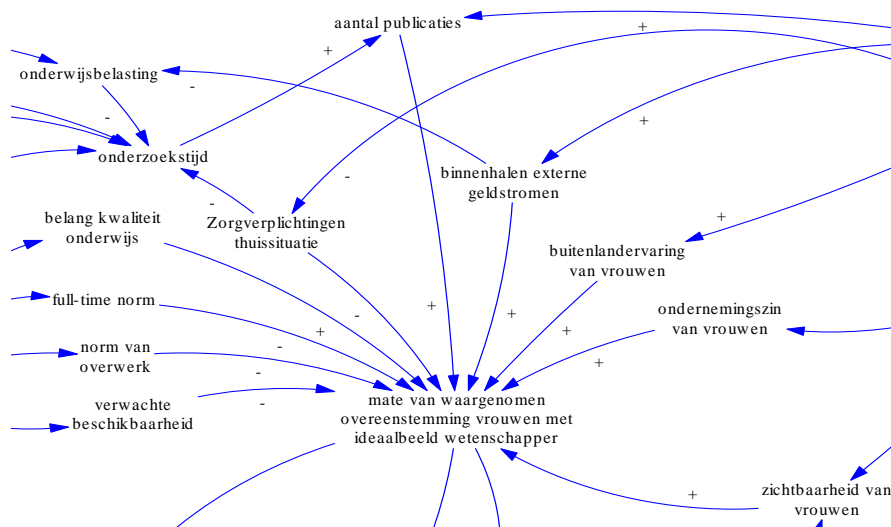 aantal publicaties
+
+
onderwijsbelasting
-
-
+
onderzoekstijd
-
binnenhalen externe
geldstromen
-
belang kwaliteit
onderwijs
Zorgverplichtingen
thuissituatie
+
buitenlandervaring
van vrouwen
full-time norm
+
-
+
ondernemingszin
van vrouwen
+
+
-
norm van
overwerk
-
+
verwachte
beschikbaarheid
-
mate van waargenomen
overeenstemming vrouwen met
ideaalbeeld wetenschapper
+
zichtbaarheid van
vrouwen